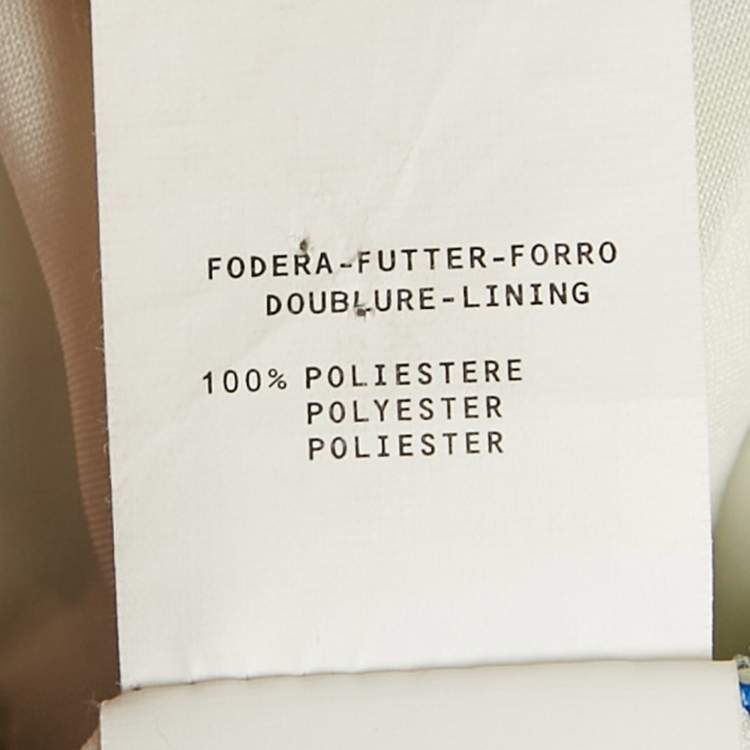 FODERA-FUTTER-FORRO
DOUBLURE-LINING
100% POLIESTERE
POLYESTER
POLIESTER